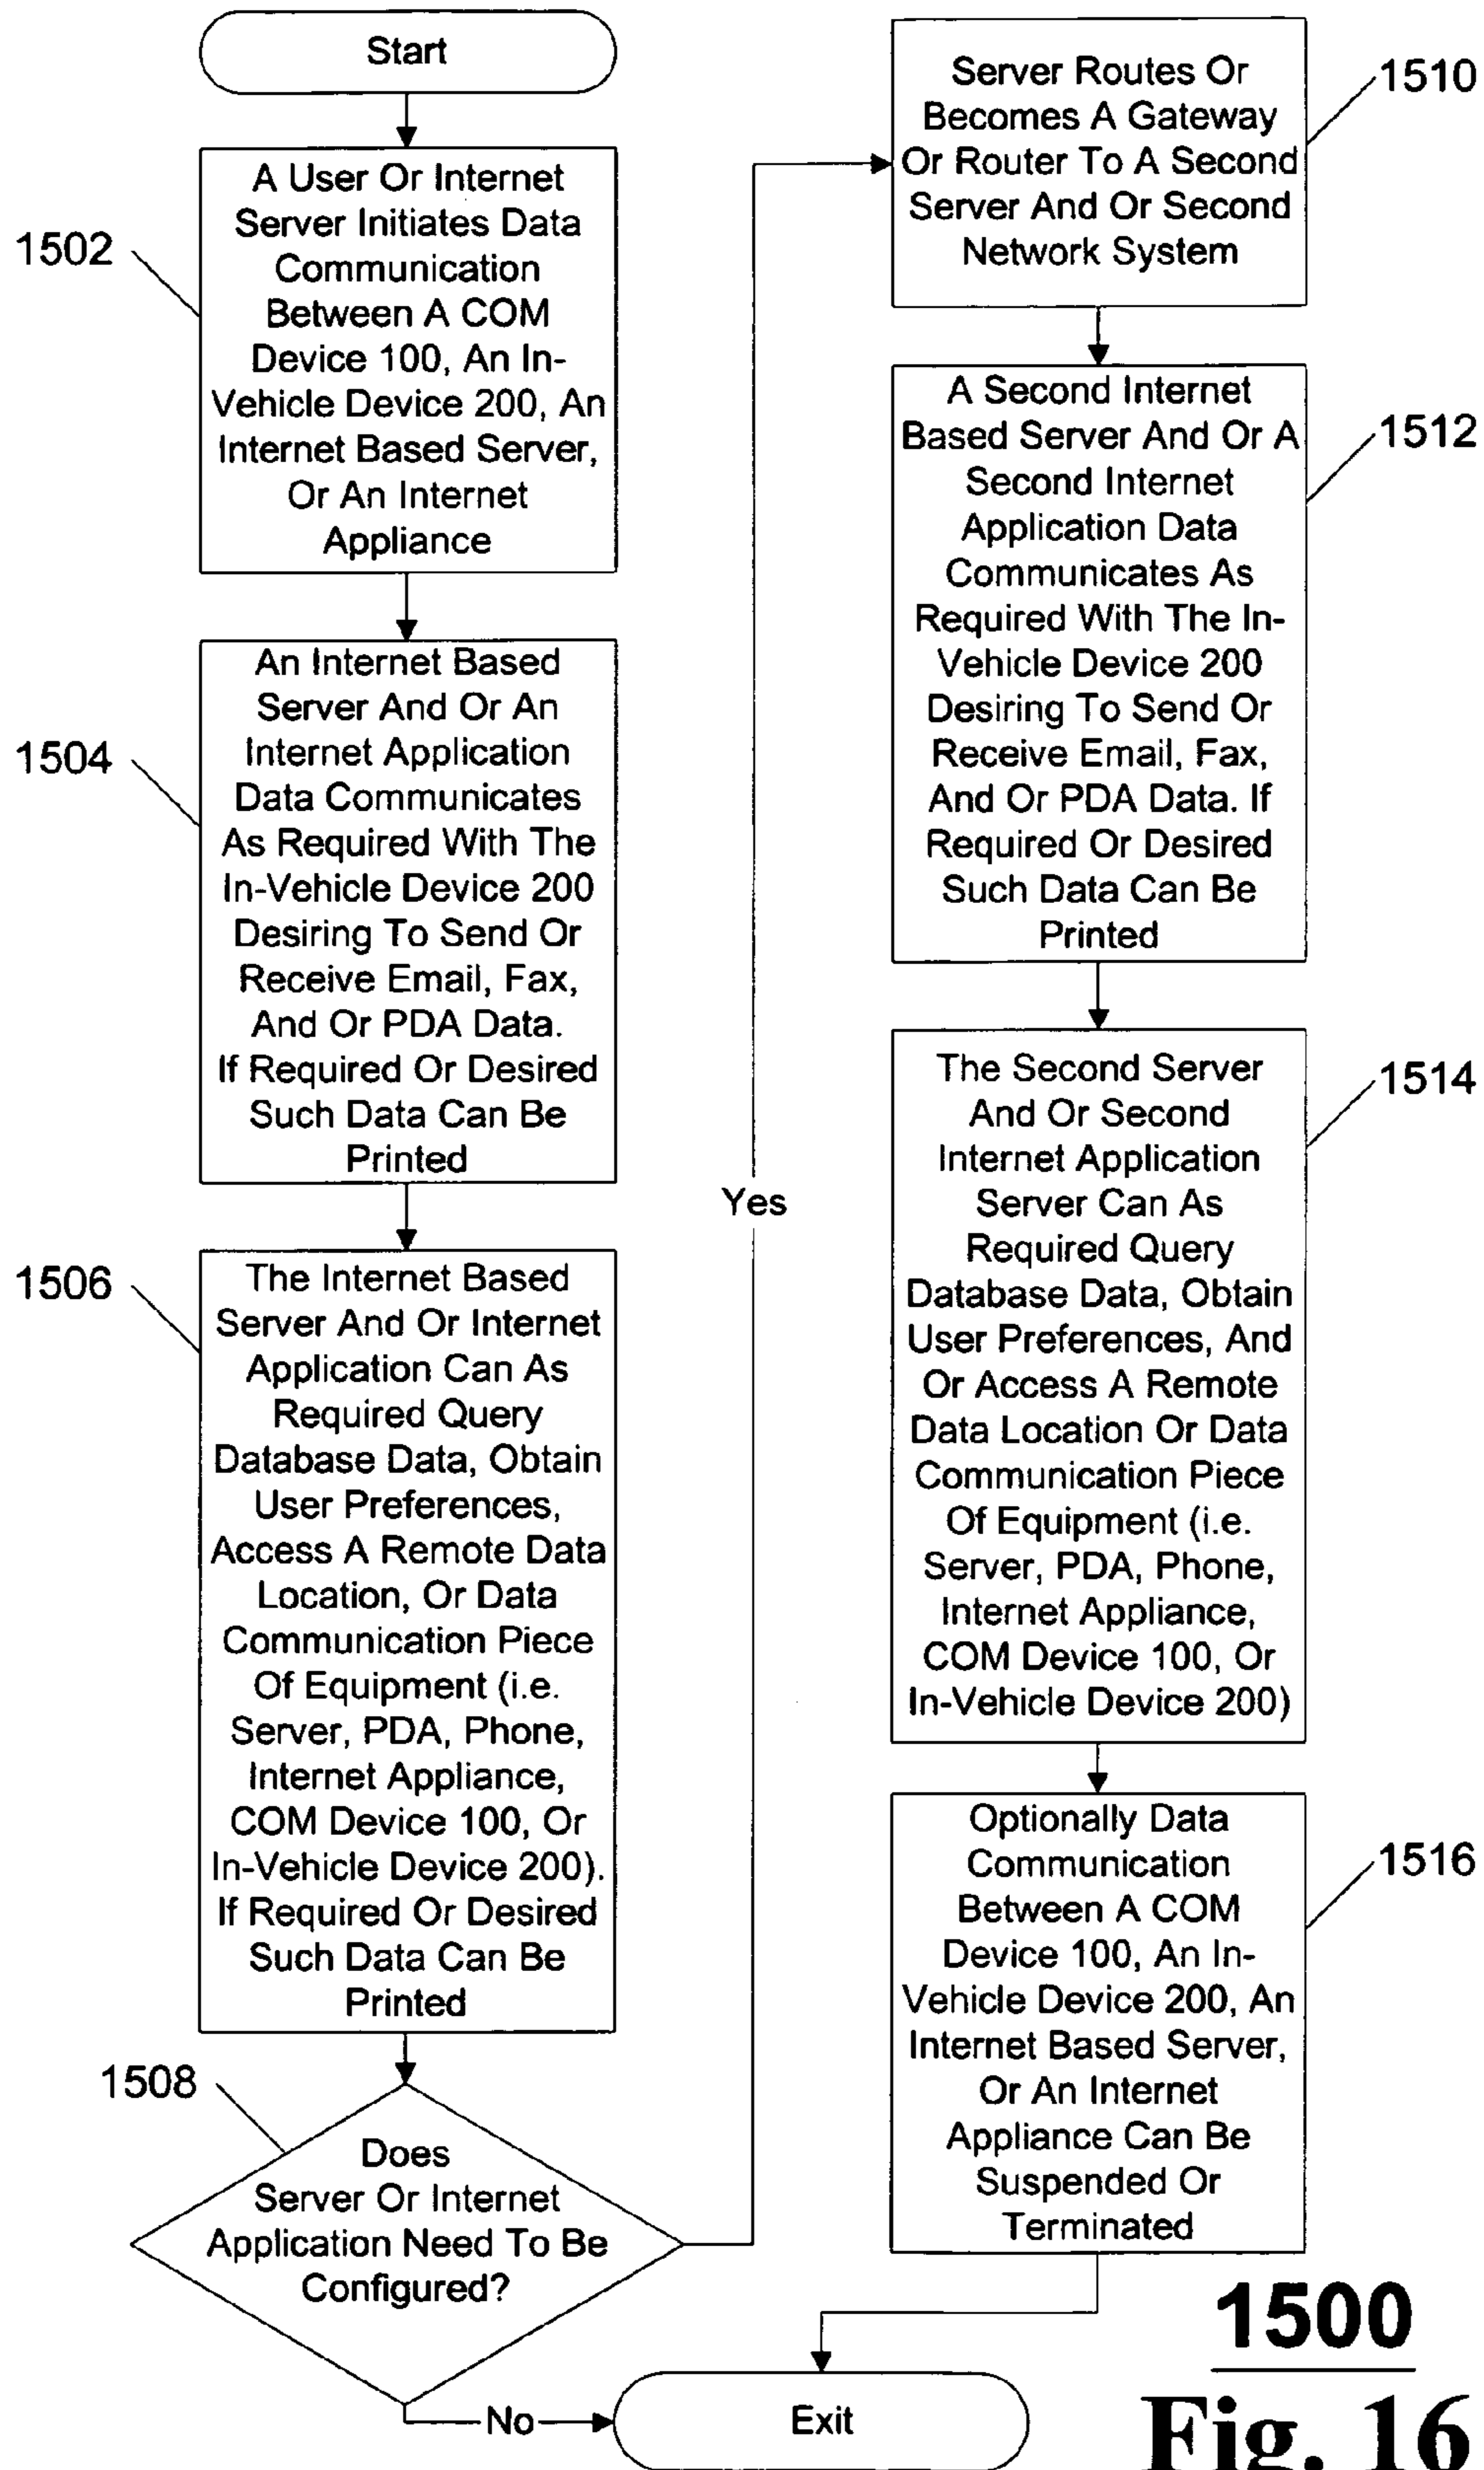 Start
1502
A User Or Internet
Server Initiates Data
Communication
Between A COM
Device 100, An In-
Vehicle Device 200, An
Internet Based Server,
Or An Internet
Appliance
1504
An Internet Based
Server And Or An
Internet Application
Data Communicates
As Required With The
In-Vehicle Device 200
Desiring To Send Or
Receive Email, Fax,
And Or PDA Data.
If Required Or Desired
Such Data Can Be
Printed
1506
The Internet Based
Server And Or Internet
Application Can As
Required Query
Database Data, Obtain
User Preferences,
Access A Remote Data
Location, Or Data
Communication Piece
Of Equipment (i.e.
Server, PDA, Phone,
Internet Appliance,
COM Device 100, Or
In-Vehicle Device 200).
If Required Or Desired
Such Data Can Be
Printed
1508
Does
Server Or Internet
Application Need To Be
Configured?
No
Yes
Server Routes Or
Becomes A Gateway
Or Router To A Second
Server And Or Second
Network System
1510
A Second Internet
Based Server And Or A
Second Internet
Application Data
Communicates As
Required With The In-
Vehicle Device 200
Desiring To Send Or
Receive Email, Fax,
And Or PDA Data. If
Required Or Desired
Such Data Can Be
Printed
1512
The Second Server
And Or Second
Internet Application
Server Can As
Required Query
Database Data, Obtain
User Preferences, And
Or Access A Remote
Data Location Or Data
Communication Piece
Of Equipment (i.e.
Server, PDA, Phone,
Internet Appliance,
COM Device 100, Or
In-Vehicle Device 200)
1514
Optionally Data
Communication
Between A COM
Device 100, An In-
Vehicle Device 200, An
Internet Based Server,
Or An Internet
Appliance Can Be
Suspended Or
Terminated
1516
Exit
1500
Fig. 16